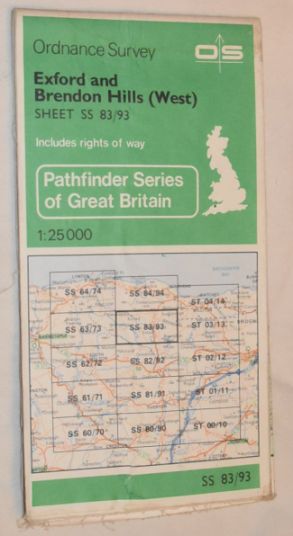 Ordnance Survey
OS
Exford and
Brendon Hills (West)
SHEET SS 83/93
Includes rights of way
Pathfinder Series
of Great Britain
1:25000
SS 64/74 SS 84/94 ST 04/14
SS 63/73 SS 83/93 ST 03/13
SS 62/72 SS 82/92 ST 02/12
SS 61/71 SS 81/91 ST 01/11
SS 60/70 SS 80/90 ST 00/10
SS 83/93